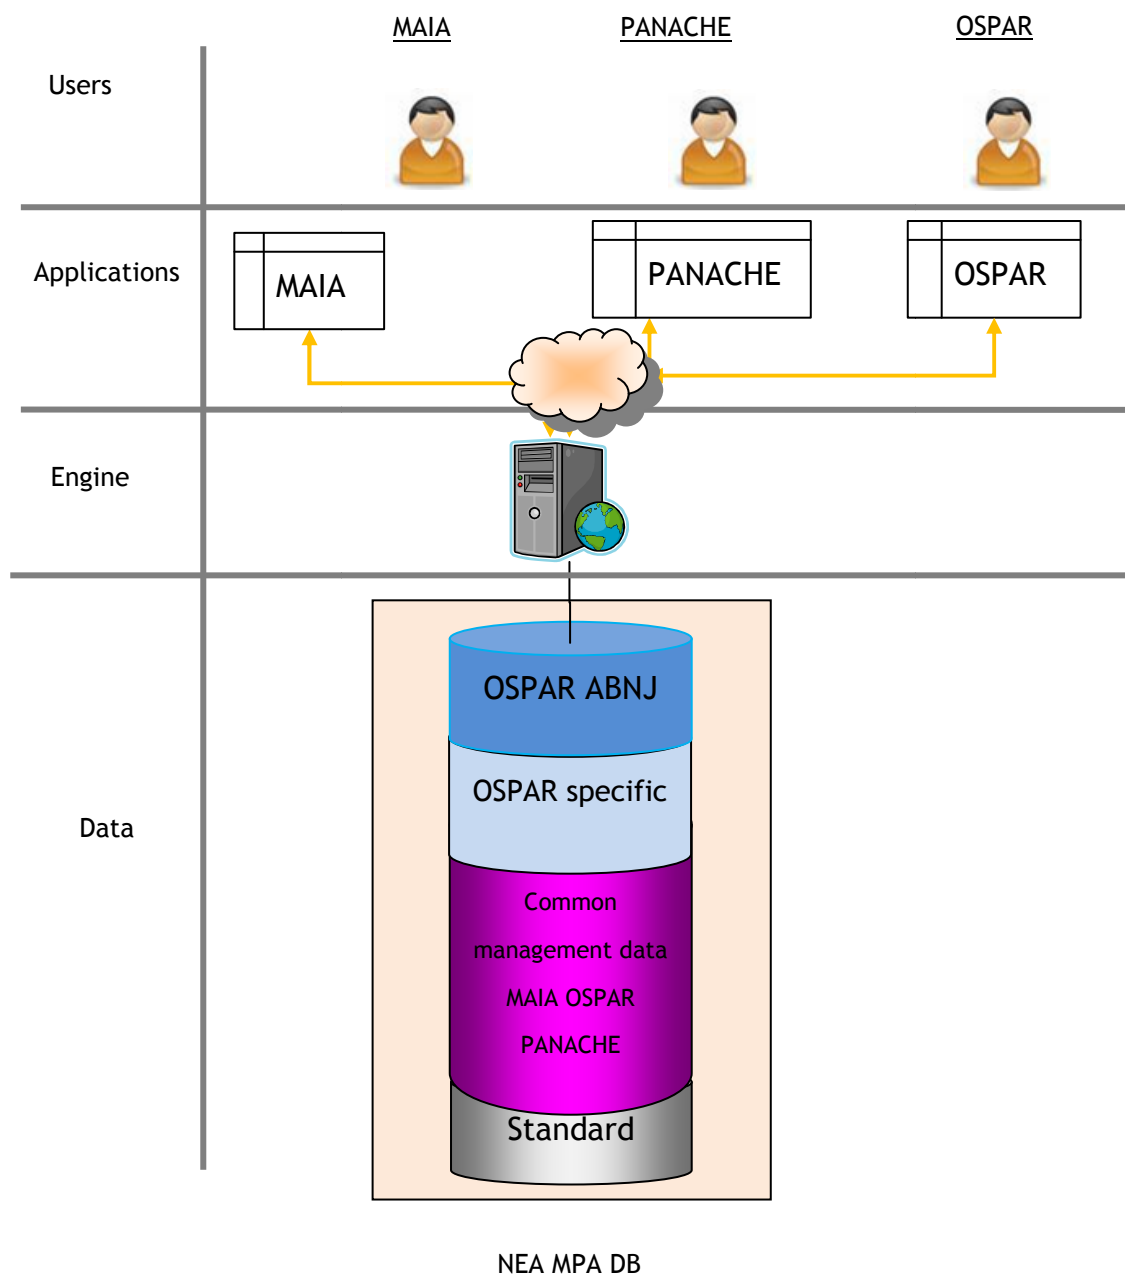 MAIA
PANACHE
OSPAR
Users
Applications
MAIA
PANACHE
OSPAR
Engine
Data
OSPAR ABNJ
OSPAR specific
Common
management data
MAIA OSPAR
PANACHE
Standard
NEA MPA DB